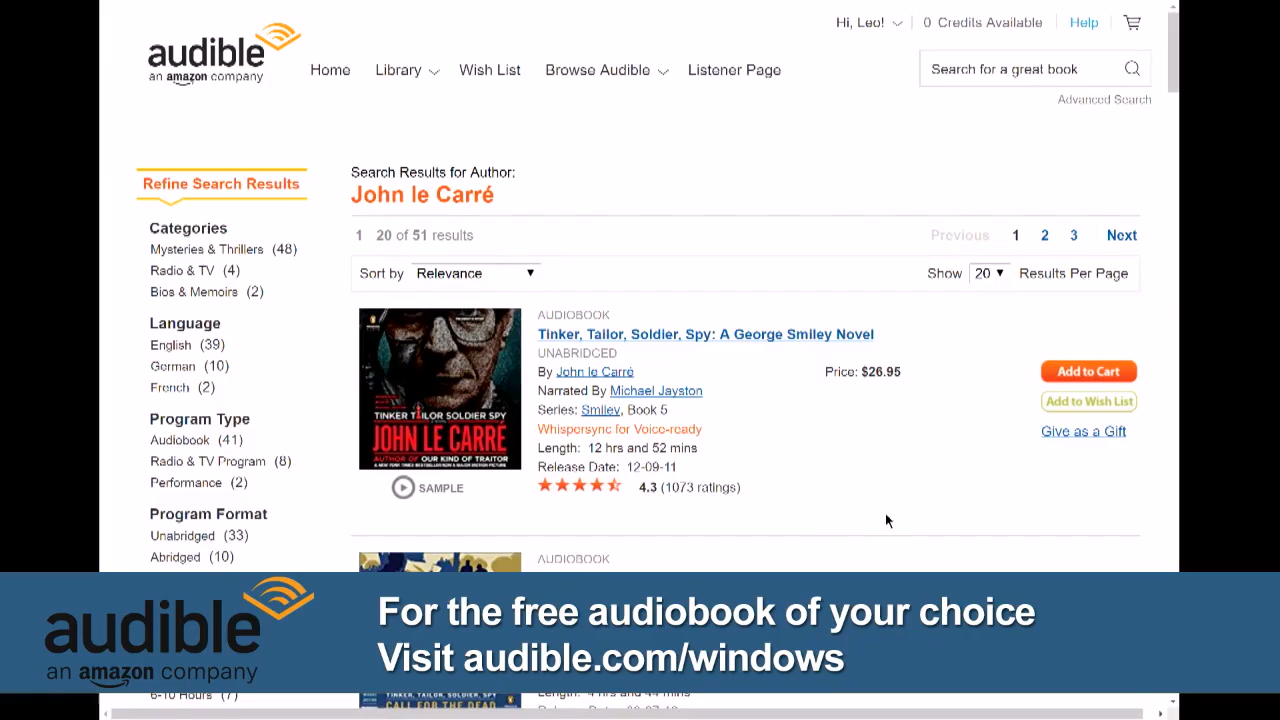 audible
an amazon company
Hi, Leo!
0 Credits Available
Help
Home
Library
Wish List
Browse Audible
Listener Page
Search for a great book
Advanced Search
Refine Search Results
Categories
Mysteries & Thrillers (48)
Radio & TV (4)
Bios & Memoirs (2)
Language
English (39)
German (10)
French (2)
Program Type
Audiobook (41)
Radio & TV Program (8)
Performance (2)
Program Format
Unabridged (33)
Abridged (10)
6-10 Hours (7)
Search Results for Author:
John le Carré
1 20 of 51 results
Previous 1 2 3 Next
Sort by Relevance
Show 20 Results Per Page
TINKER TAILOR SOLDIER SPY
JOHN LE CARRÉ
AUTHOR OF OUR KIND OF TRAITOR
SAMPLE
AUDIOBOOK
Tinker, Tailor, Soldier, Spy: A George Smiley Novel
UNABRIDGED
By John le Carré
Narrated By Michael Jayston
Series: Smiley, Book 5
Whispersync for Voice-ready
Length: 12 hrs and 52 mins
Release Date: 12-09-11
4.3 (1073 ratings)
Price: $26.95
Add to Cart
Add to Wish List
Give as a Gift
AUDIOBOOK
TINKER, TAILOR, SOLDIER, SPY
CALL FOR THE DEAD
audible
an amazon company
For the free audiobook of your choice
Visit audible.com/windows